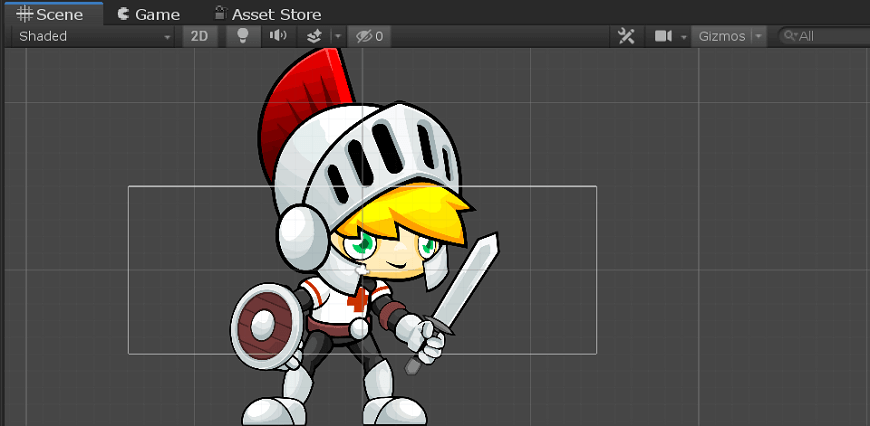 Scene Game Asset Store
Shaded 2D 0 Gizmos All